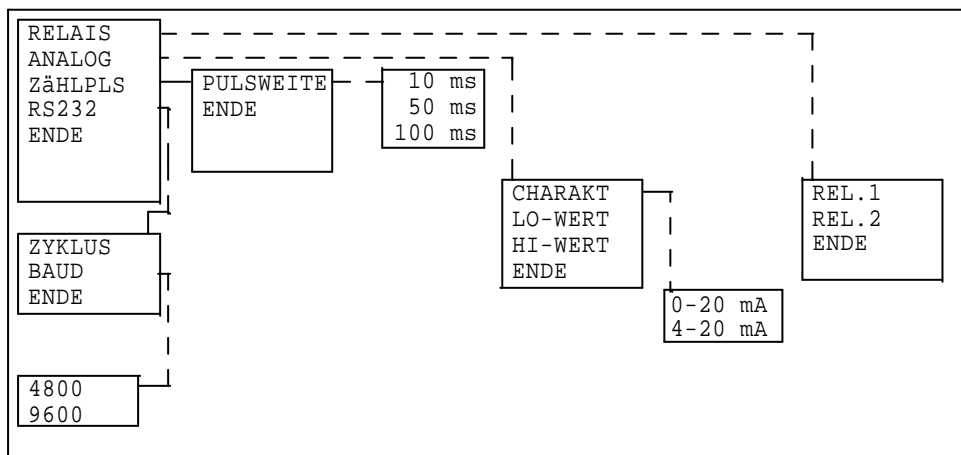 RELAIS
ANALOG
ZäHLPLS
RS232
ENDE
PULSWEITE
ENDE
10 ms
50 ms
100 ms
CHARAKT
LO-WERT
HI-WERT
ENDE
REL.1
REL.2
ENDE
ZYKLUS
BAUD
ENDE
0-20 mA
4-20 mA
4800
9600